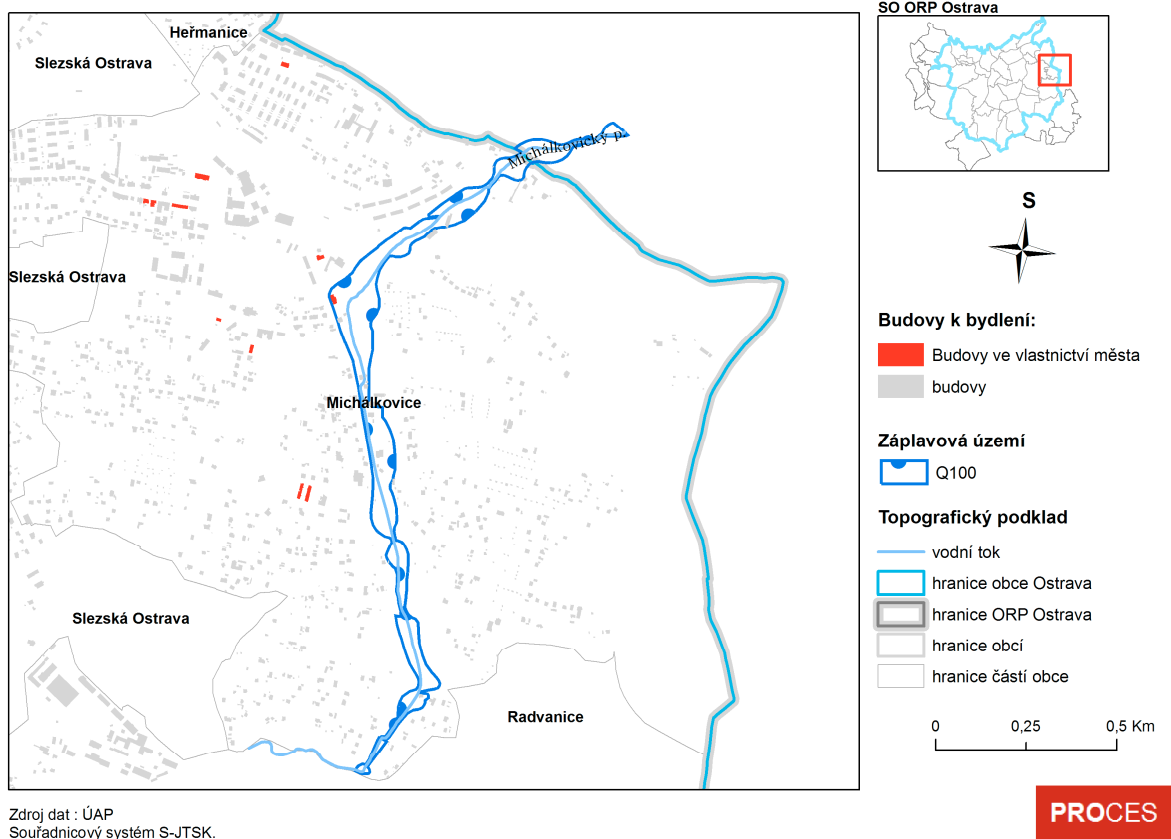 Heřmanice
Slezská Ostrava
Michálkovický p.
Slezská Ostrava
Michálkovice
Slezská Ostrava
Radvanice
SO ORP Ostrava
S
Budovy k bydlení:
Budovy ve vlastnictví města
budovy
Záplavová území
Q100
Topografický podklad
vodní tok
hranice obce Ostrava
hranice ORP Ostrava
hranice obcí
hranice částí obce
0 0,25 0,5 Km
Zdroj dat : ÚAP
Souřadnicový systém S-JTSK.
PROCES